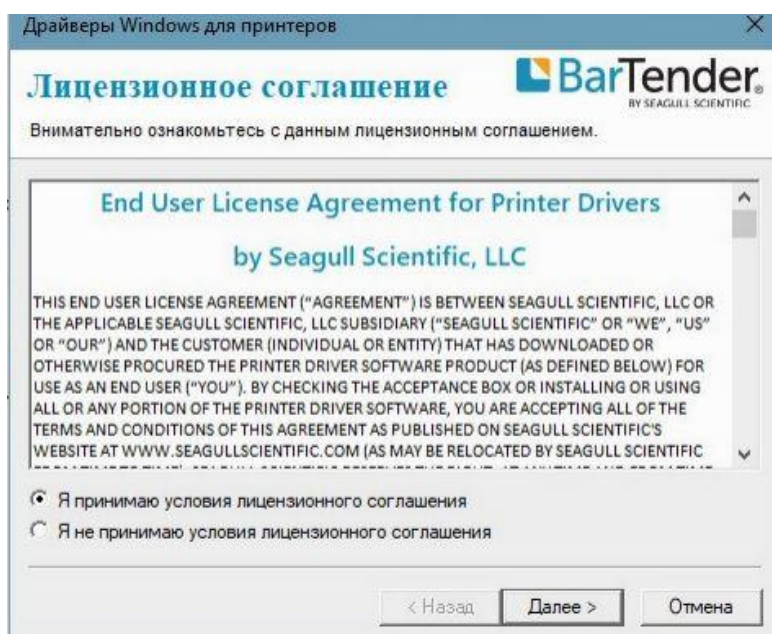 Драйверы Windows для принтеров
Лицензионное соглашение
BarTender®
BY SEAGULL SCIENTIFIC
Внимательно ознакомьтесь с данным лицензионным соглашением.
End User License Agreement for Printer Drivers
by Seagull Scientific, LLC
THIS END USER LICENSE AGREEMENT (“AGREEMENT”) IS BETWEEN SEAGULL SCIENTIFIC, LLC OR
THE APPLICABLE SEAGULL SCIENTIFIC, LLC SUBSIDIARY (“SEAGULL SCIENTIFIC” OR “WE”, “US”
OR “OUR”) AND THE CUSTOMER (INDIVIDUAL OR ENTITY) THAT HAS DOWNLOADED OR
OTHERWISE PROCURED THE PRINTER DRIVER SOFTWARE PRODUCT (AS DEFINED BELOW) FOR
USE AS AN END USER (“YOU”). BY CHECKING THE ACCEPTANCE BOX OR INSTALLING OR USING
ALL OR ANY PORTION OF THE PRINTER DRIVER SOFTWARE, YOU ARE ACCEPTING ALL OF THE
TERMS AND CONDITIONS OF THIS AGREEMENT AS PUBLISHED ON SEAGULL SCIENTIFIC'S
WEBSITE AT WWW.SEAGULLSCIENTIFIC.COM (AS MAY BE RELOCATED BY SEAGULL SCIENTIFIC
Я принимаю условия лицензионного соглашения
Я не принимаю условия лицензионного соглашения
< Назад
Далее >
Отмена